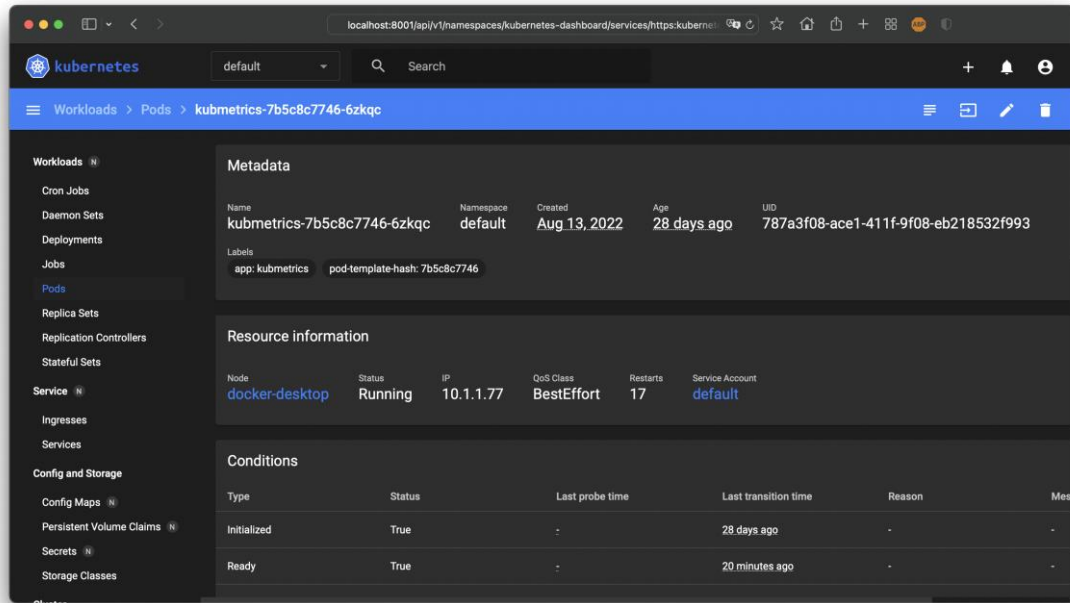 localhost:8001/api/v1/namespaces/kubernetes-dashboard/services/https:kubernet
ABP
kubernetes
default
Search
Workloads > Pods > kubmetrics-7b5c8c7746-6zkqc
Workloads N
Cron Jobs
Daemon Sets
Deployments
Jobs
Pods
Replica Sets
Replication Controllers
Stateful Sets
Service N
Ingresses
Services
Config and Storage
Config Maps N
Persistent Volume Claims N
Secrets N
Storage Classes
Cluster
Metadata
Name Namespace Created Age UID
kubmetrics-7b5c8c7746-6zkqc default Aug 13, 2022 28 days ago 787a3f08-ace1-411f-9f08-eb218532f993
Labels
app: kubmetrics pod-template-hash: 7b5c8c7746
Resource information
Node Status IP QoS Class Restarts Service Account
docker-desktop Running 10.1.1.77 BestEffort 17 default
Conditions
Type Status Last probe time Last transition time Reason Mes
Initialized True - 28 days ago - -
Ready True - 20 minutes ago - -